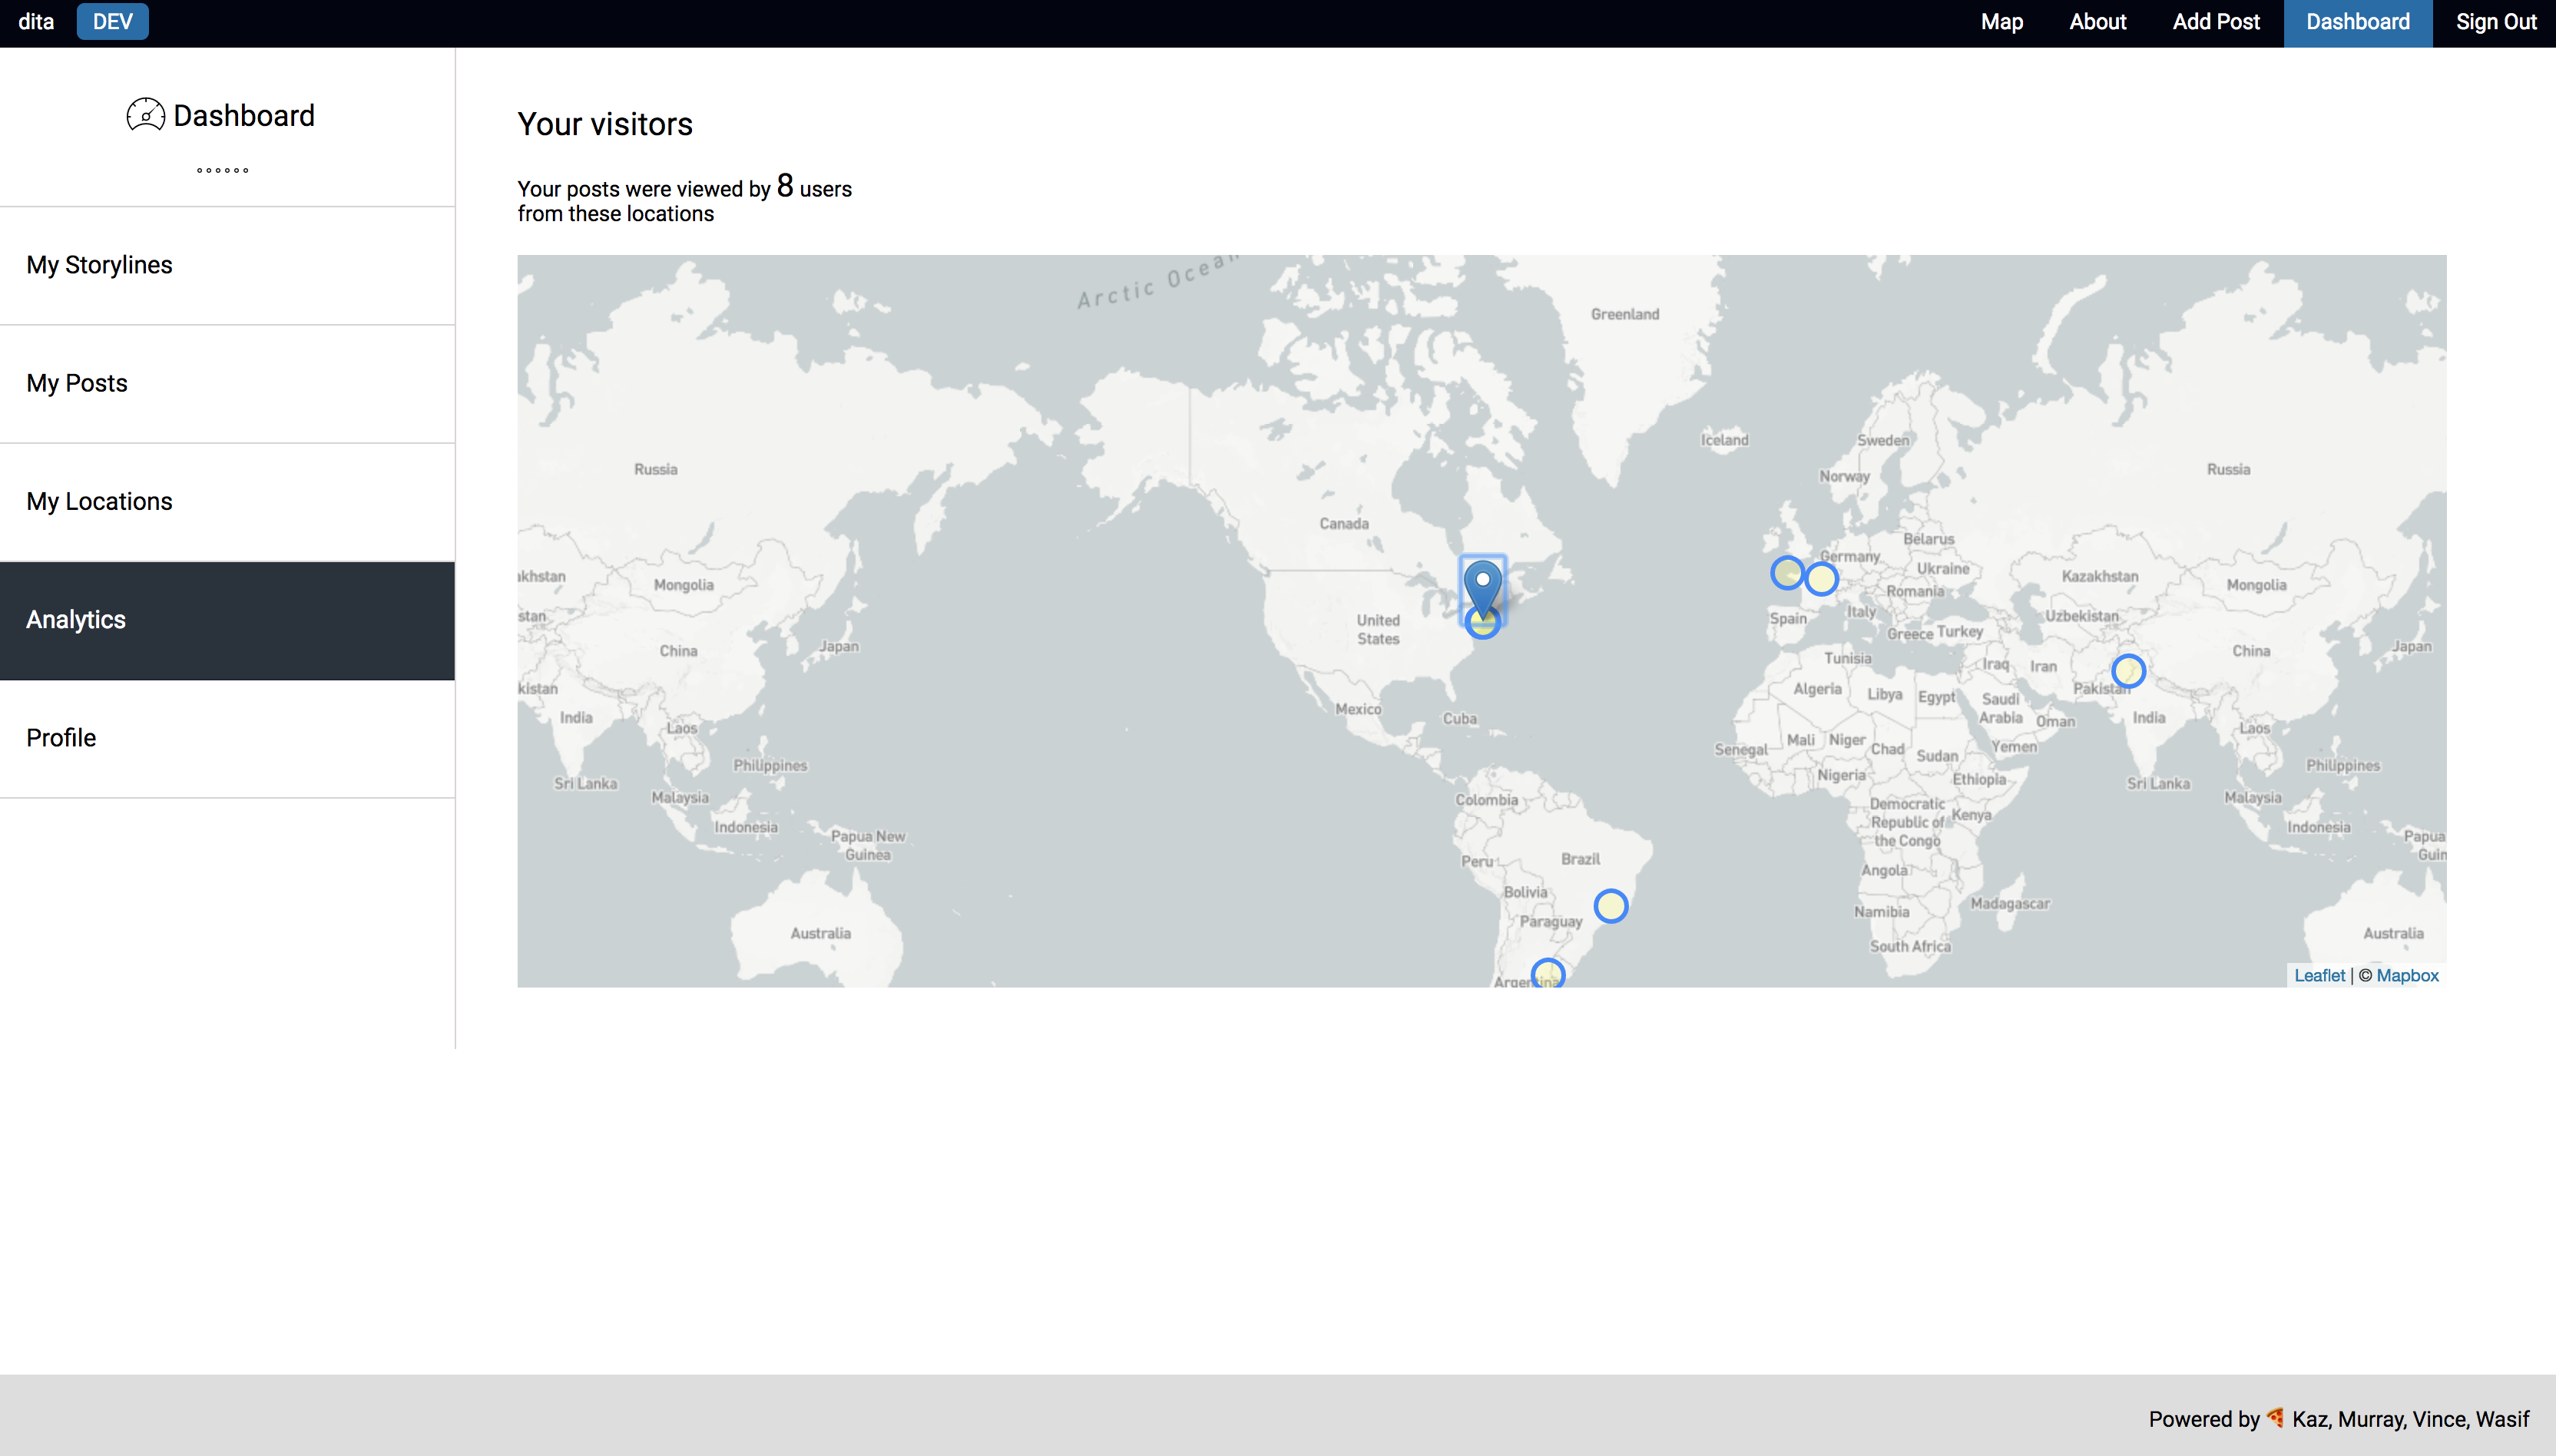 dita DEV Map About Add Post Dashboard Sign Out
Dashboard
My Storylines
My Posts
My Locations
Analytics
Profile
Your visitors
Your posts were viewed by 8 users
from these locations
Arctic Ocean
Greenland
Iceland
Sweden
Russia
Norway
Russia
Canada
Belarus
Germany
Ukraine
Kazakhstan
Mongolia
akhstan
Mongolia
Romania
Italy
Uzbekistan
stan
United
States
Spain
Greece
Turkey
Japan
China
Japan
China
Tunisia
Iraq
Iran
kistan
Algeria
Libya
Egypt
Saudi
Arabia
Pakistan
India
Mexico
Cuba
Oman
India
Laos
Senegal
Mali
Niger
Chad
Sudan
Yemen
Laos
Philippines
Nigeria
Ethiopia
Philippines
Sri Lanka
Sri Lanka
Malaysia
Colombia
Democratic
Republic of
the Congo
Kenya
Malaysia
Indonesia
Indonesia
Papua New
Guinea
Papua
Guin
Peru
Brazil
Angola
Bolivia
Madagascar
Paraguay
Namibia
Australia
South Africa
Australia
Argentina
Leaflet | © Mapbox
Powered by 🍕 Kaz, Murray, Vince, Wasif